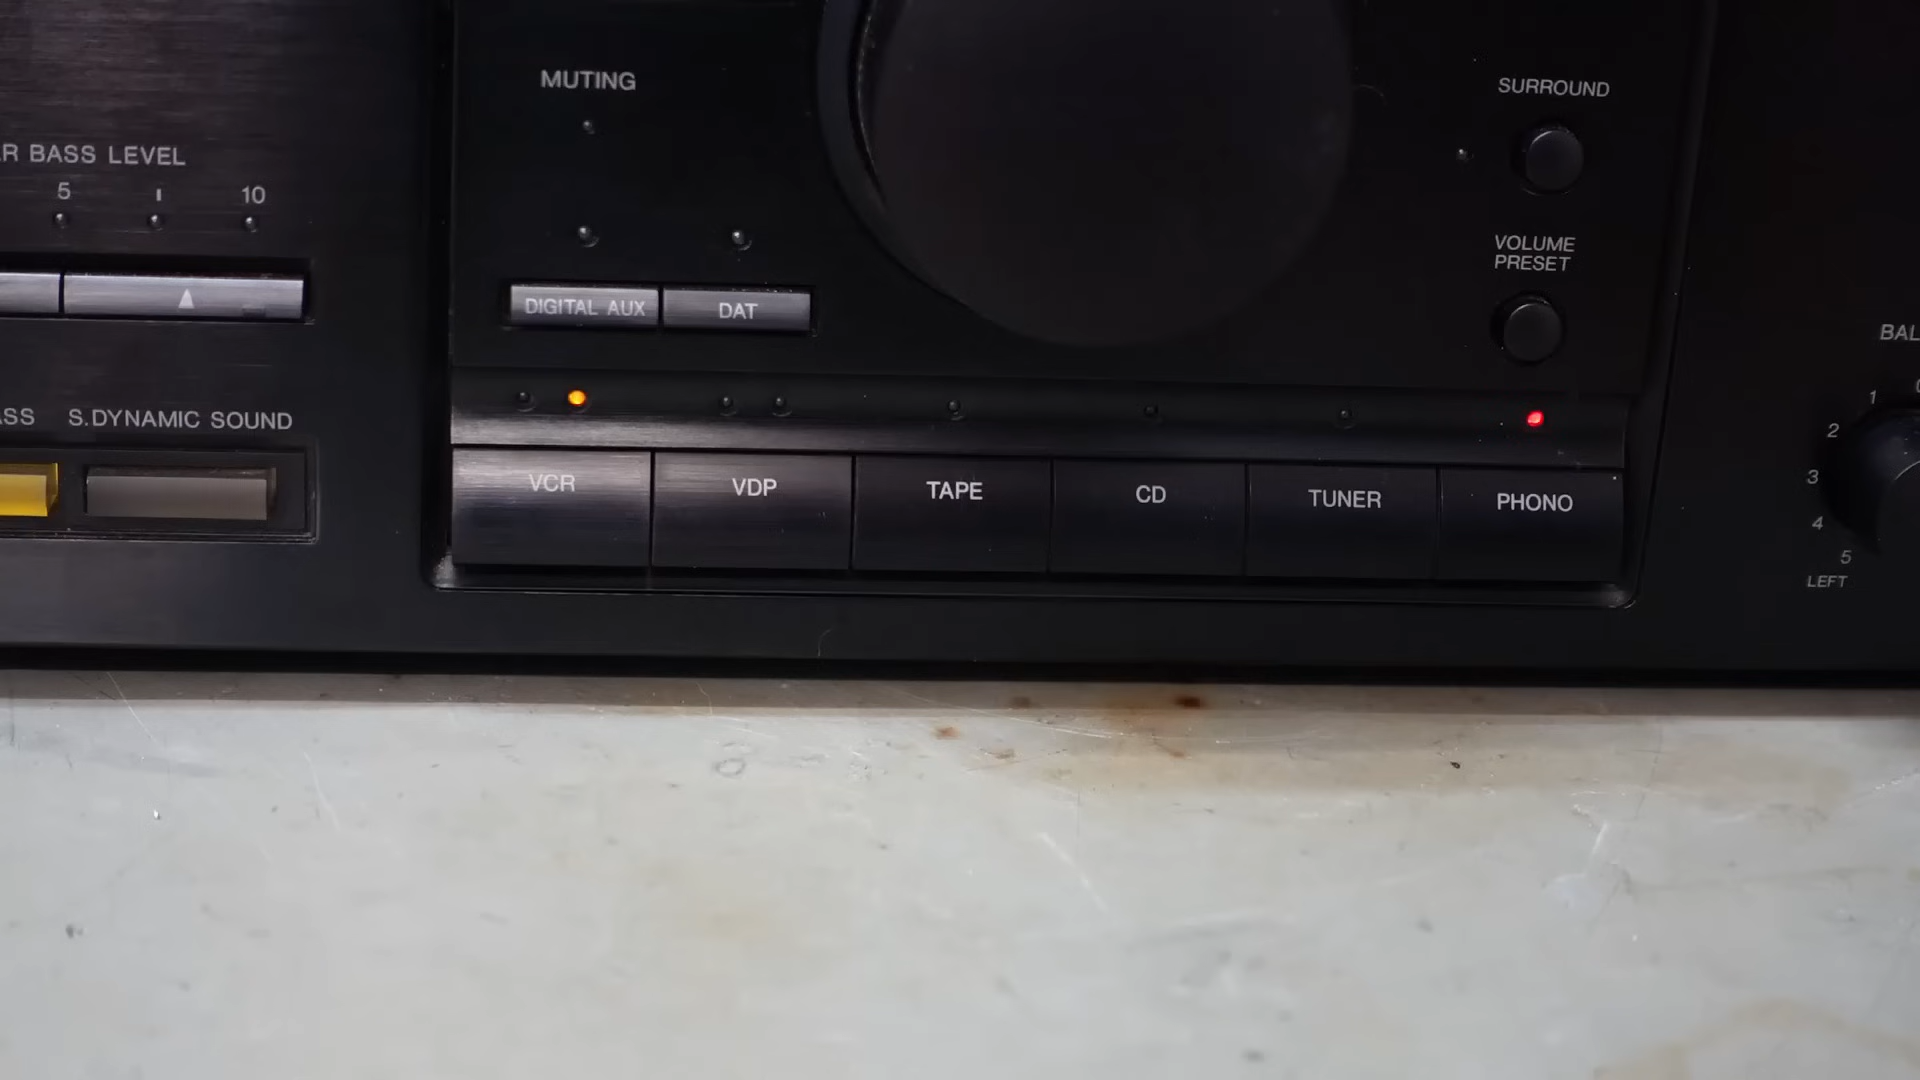 MUTING
SURROUND
R BASS LEVEL
5 10
VOLUME
PRESET
DIGITAL AUX DAT
BAL
1
2
3
4
5
LEFT
ASS S.DYNAMIC SOUND
VCR VDP TAPE CD TUNER PHONO